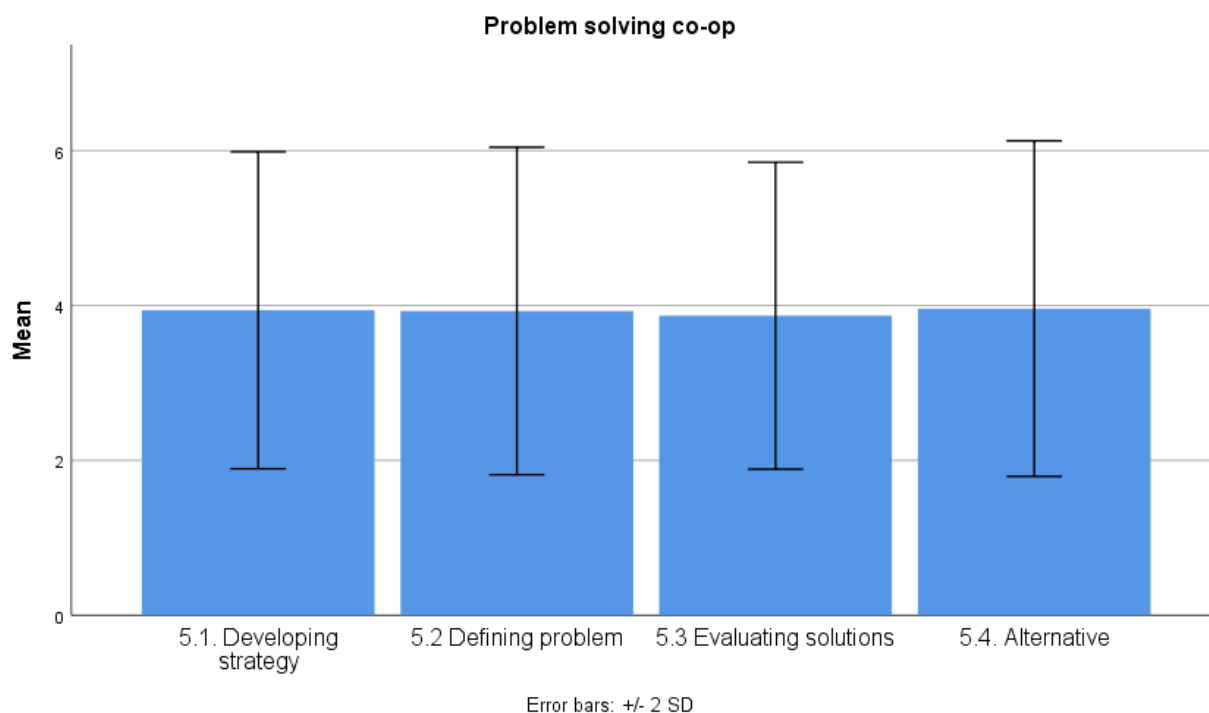 Problem solving co-op
Mean
6
4
2
0
5.1. Developing
strategy
5.2 Defining problem
5.3 Evaluating solutions
5.4. Alternative
Error bars: +/- 2 SD